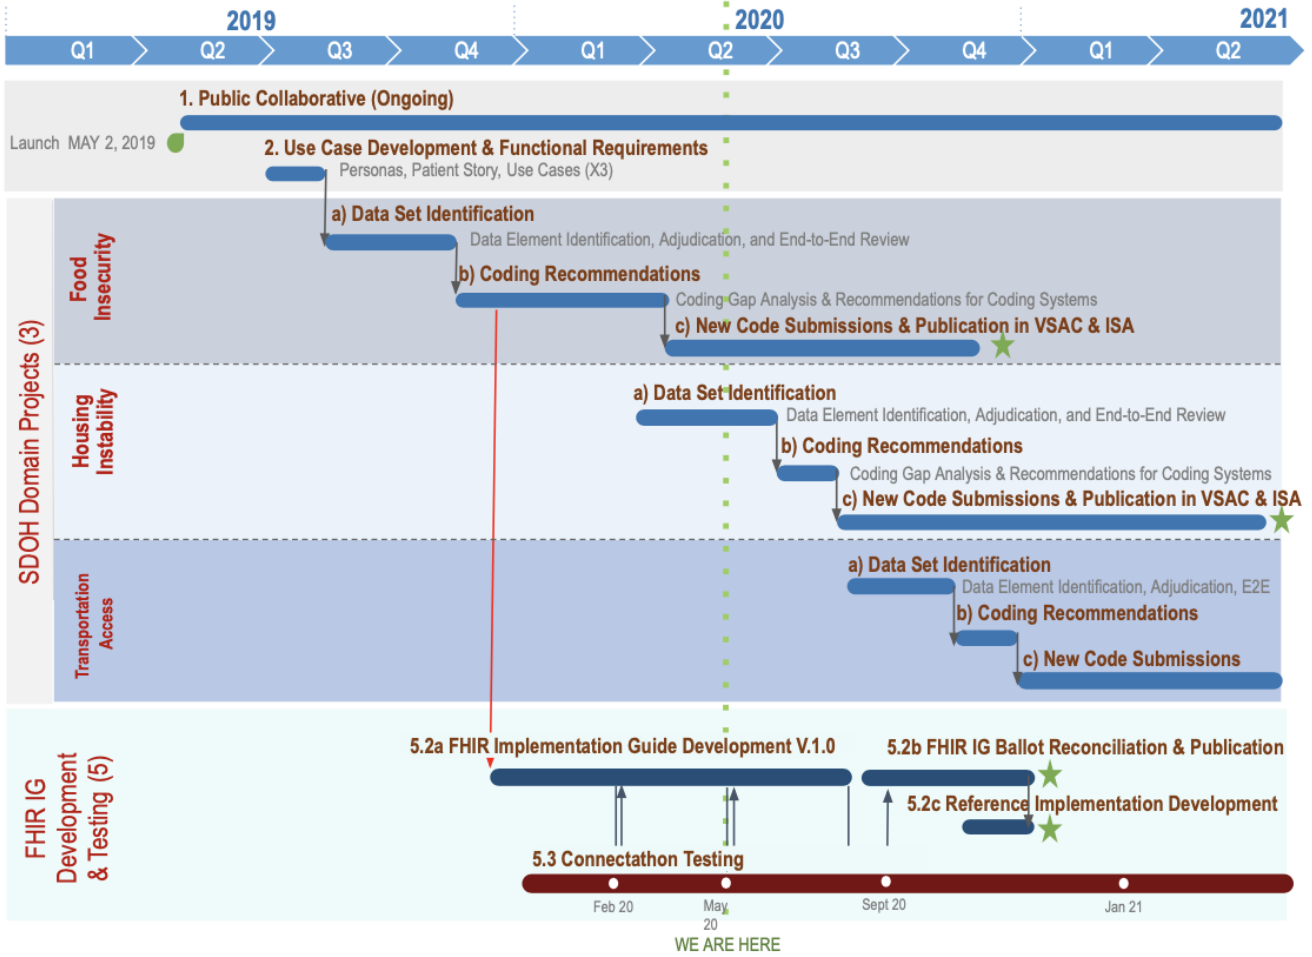 2019
2020
2021
Q1
Q2
Q3
Q4
Q1
Q2
Q3
Q4
Q1
Q2
1. Public Collaborative (Ongoing)
Launch MAY 2, 2019
2. Use Case Development & Functional Requirements
Personas, Patient Story, Use Cases (X3)
SDOH Domain Projects (3)
Food
Insecurity
a) Data Set Identification
Data Element Identification, Adjudication, and End-to-End Review
b) Coding Recommendations
Coding Gap Analysis & Recommendations for Coding Systems
c) New Code Submissions & Publication in VSAC & ISA
Housing
Instability
a) Data Set Identification
Data Element Identification, Adjudication, and End-to-End Review
b) Coding Recommendations
Coding Gap Analysis & Recommendations for Coding Systems
c) New Code Submissions & Publication in VSAC & ISA
Transportation
Access
a) Data Set Identification
Data Element Identification, Adjudication, E2E
b) Coding Recommendations
c) New Code Submissions
FHIR IG
Development
& Testing (5)
5.2a FHIR Implementation Guide Development V.1.0
5.2b FHIR IG Ballot Reconciliation & Publication
5.2c Reference Implementation Development
5.3 Connectathon Testing
Feb 20
May
20
Sept 20
Jan 21
WE ARE HERE